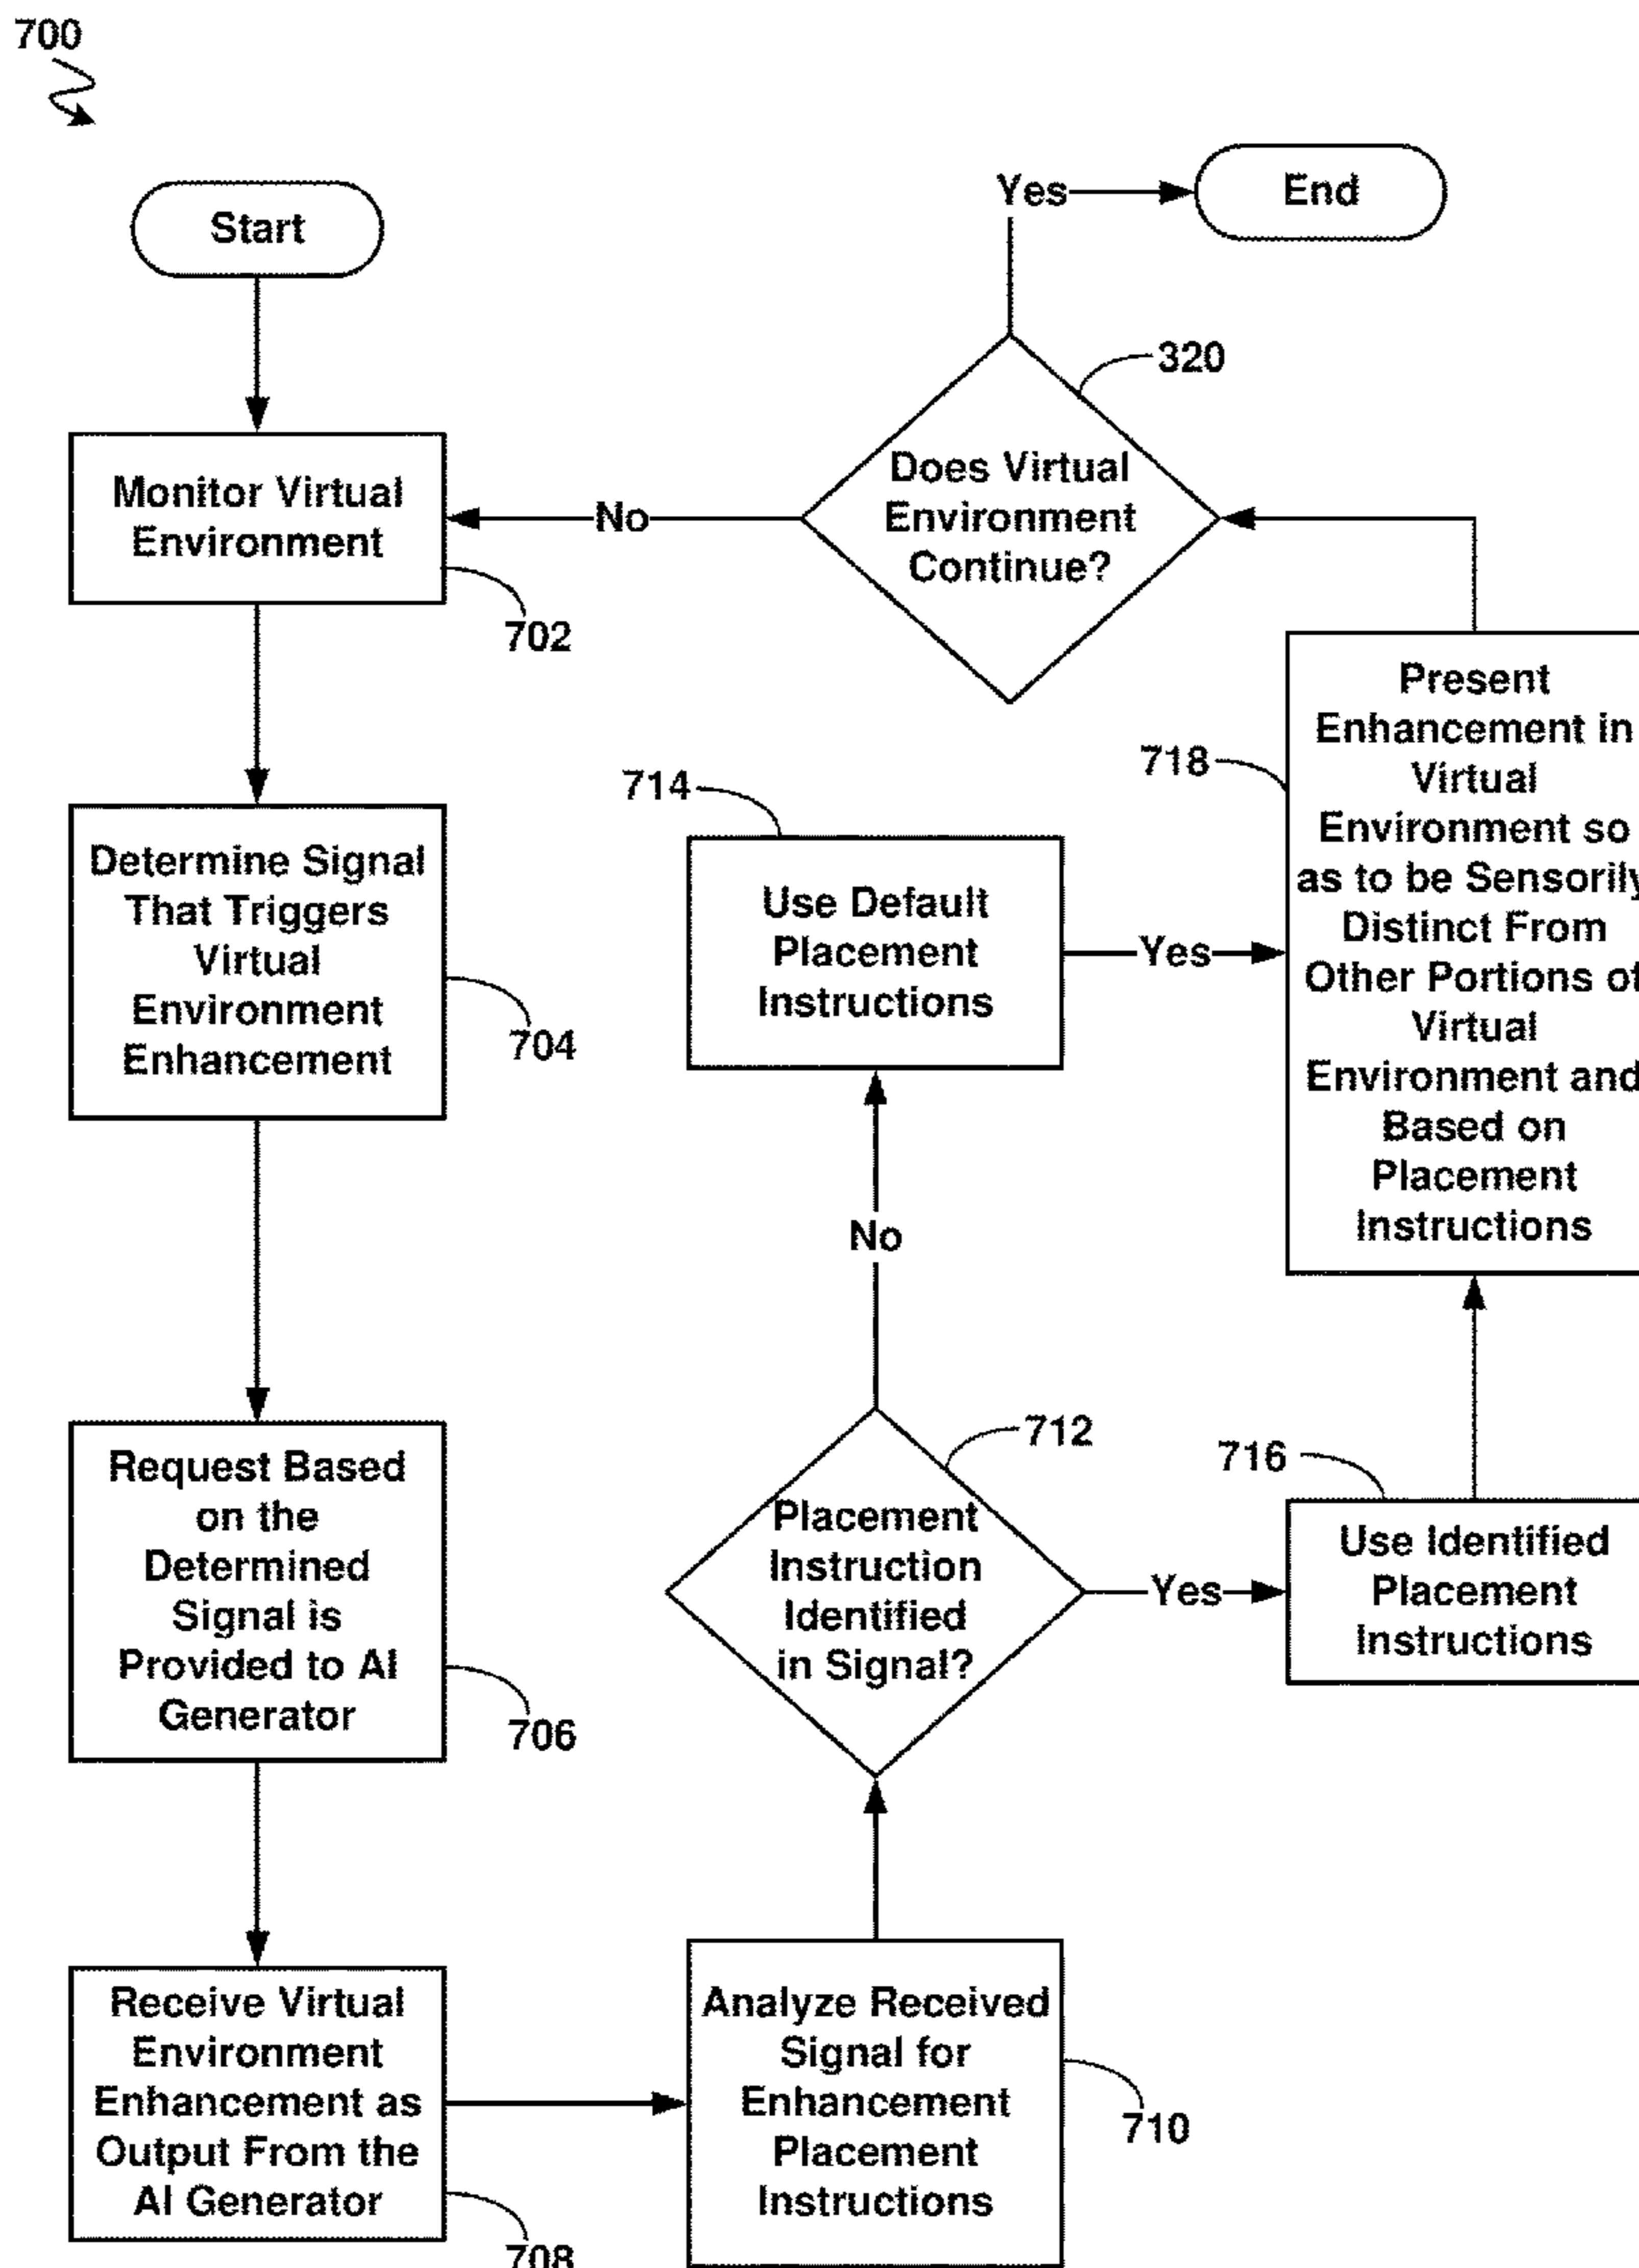 700
Start
Yes
End
320
Does Virtual
Environment
Continue?
No
Monitor Virtual
Environment
702
Determine Signal
That Triggers
Virtual
Environment
Enhancement
704
714
Use Default
Placement
Instructions
Yes
718
Present
Enhancement in
Virtual
Environment so
as to be Sensorily
Distinct From
Other Portions of
Virtual
Environment and
Based on
Placement
Instructions
No
Request Based
on the
Determined
Signal is
Provided to AI
Generator
706
712
Placement
Instruction
Identified
in Signal?
Yes
716
Use Identified
Placement
Instructions
Receive Virtual
Environment
Enhancement as
Output From the
AI Generator
708
Analyze Received
Signal for
Enhancement
Placement
Instructions
710